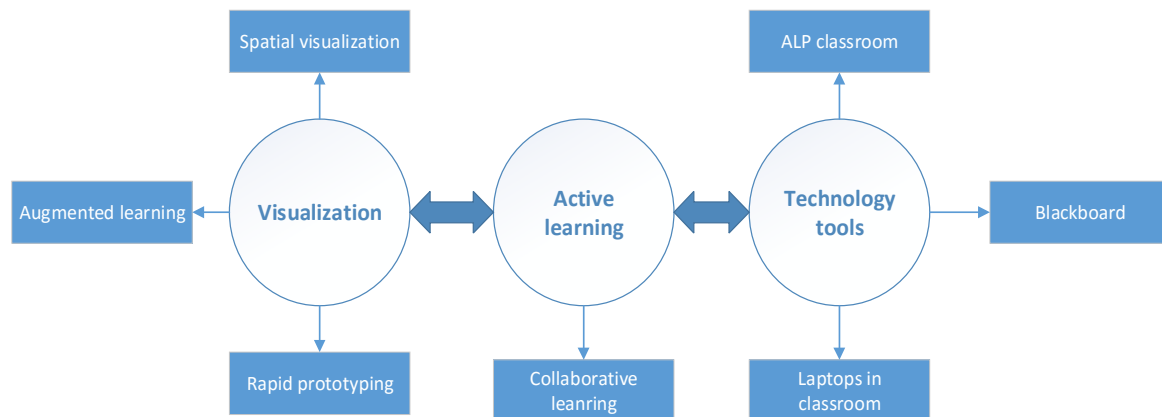 Spatial visualization
ALP classroom
Augmented learning
Visualization
Active
learning
Technology
tools
Blackboard
Rapid prototyping
Collaborative
leanring
Laptops in
classroom